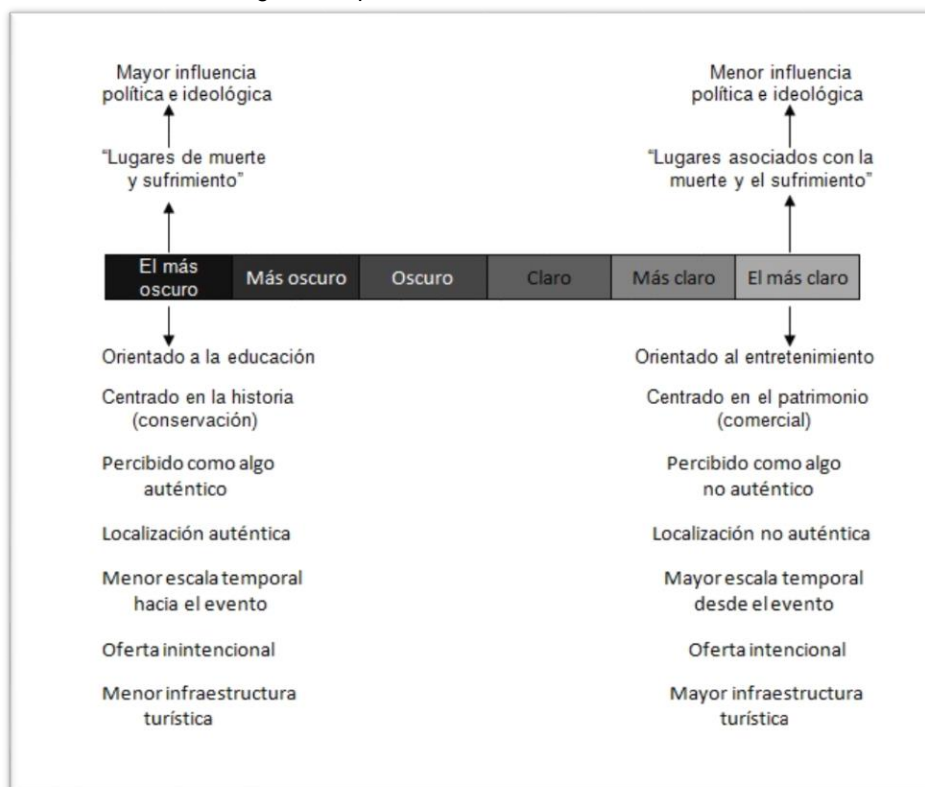 Mayor influencia
política e ideológica
Menor influencia
política e ideológica
"Lugares de muerte
y sufrimiento"
"Lugares asociados con la
muerte y el sufrimiento"
El más
oscuro
Más oscuro
Oscuro
Claro
Más claro
El más claro
Orientado a la educación
Orientado al entretenimiento
Centrado en la historia
(conservación)
Centrado en el patrimonio
(comercial)
Percibido como algo
auténtico
Percibido como algo
no auténtico
Localización auténtica
Localización no auténtica
Menor escala temporal
hacia el evento
Mayor escala temporal
desde el evento
Oferta inintencional
Oferta intencional
Menor infraestructura
turística
Mayor infraestructura
turística